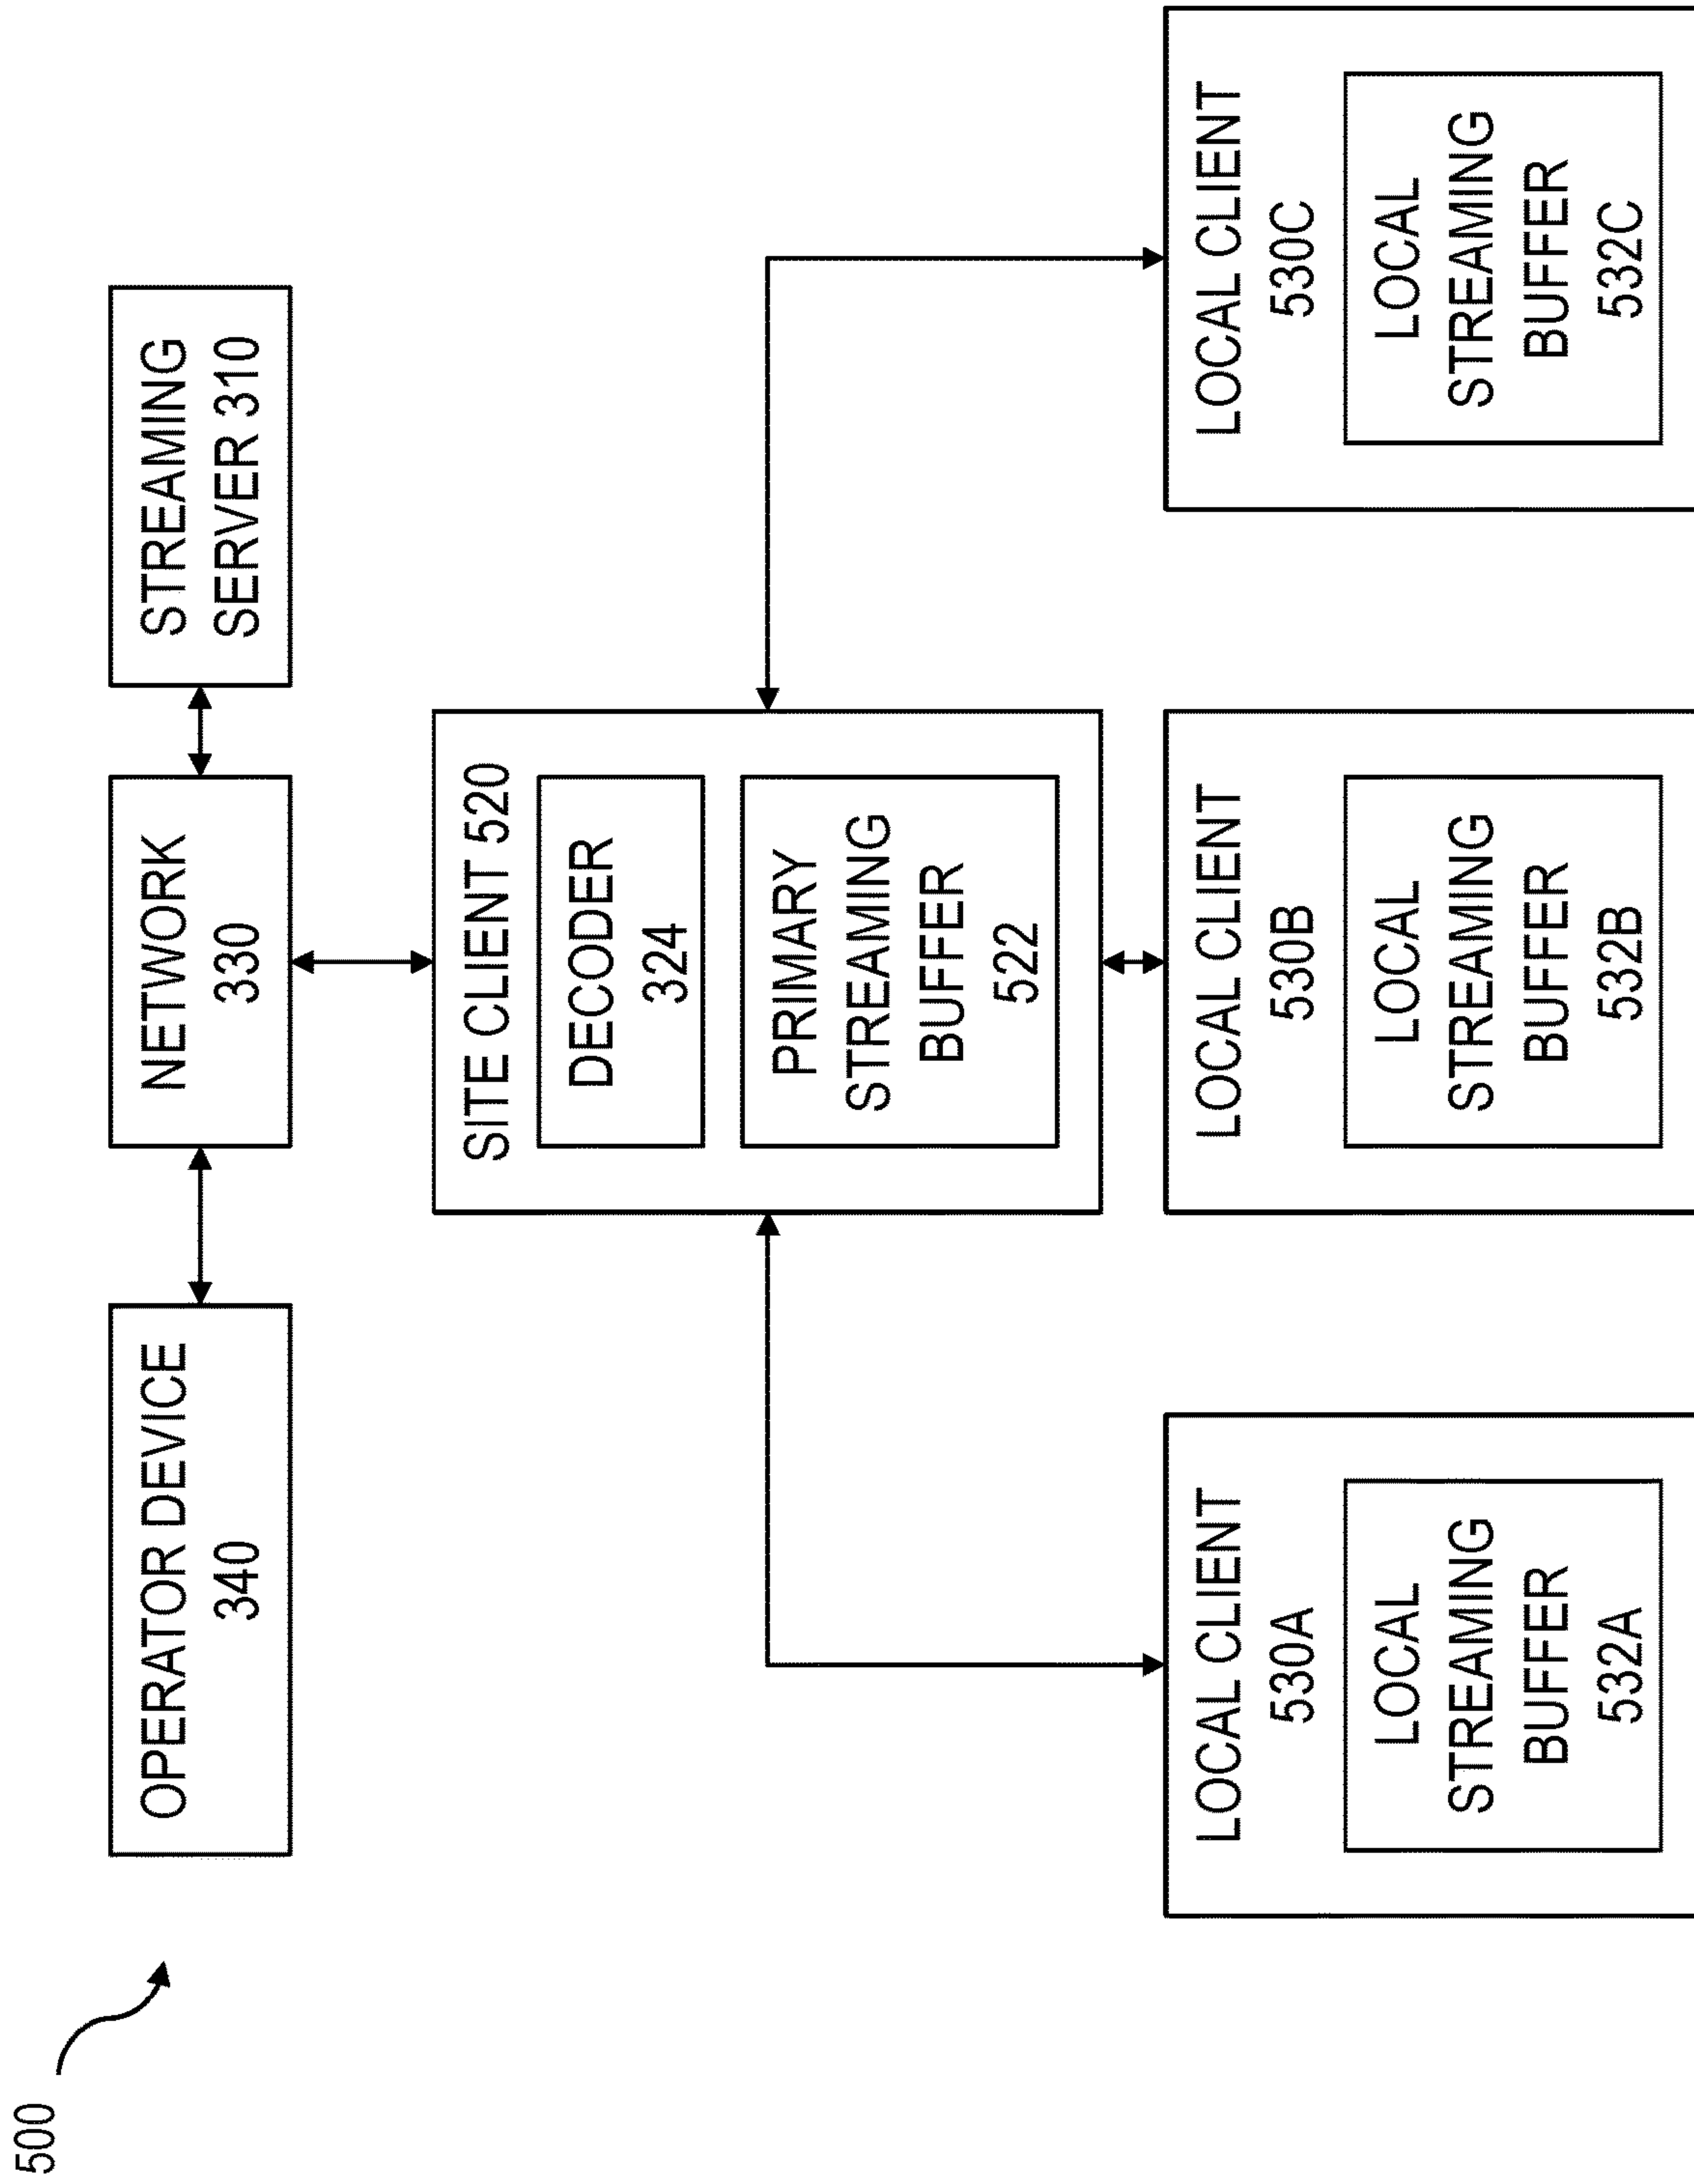 500
OPERATOR DEVICE
340
NETWORK
330
STREAMING
SERVER 310
SITE CLIENT 520
DECODER
324
PRIMARY
STREAMING
BUFFER
522
LOCAL CLIENT
530A
LOCAL
STREAMING
BUFFER
532A
LOCAL CLIENT
530B
LOCAL
STREAMING
BUFFER
532B
LOCAL CLIENT
530C
LOCAL
STREAMING
BUFFER
532C